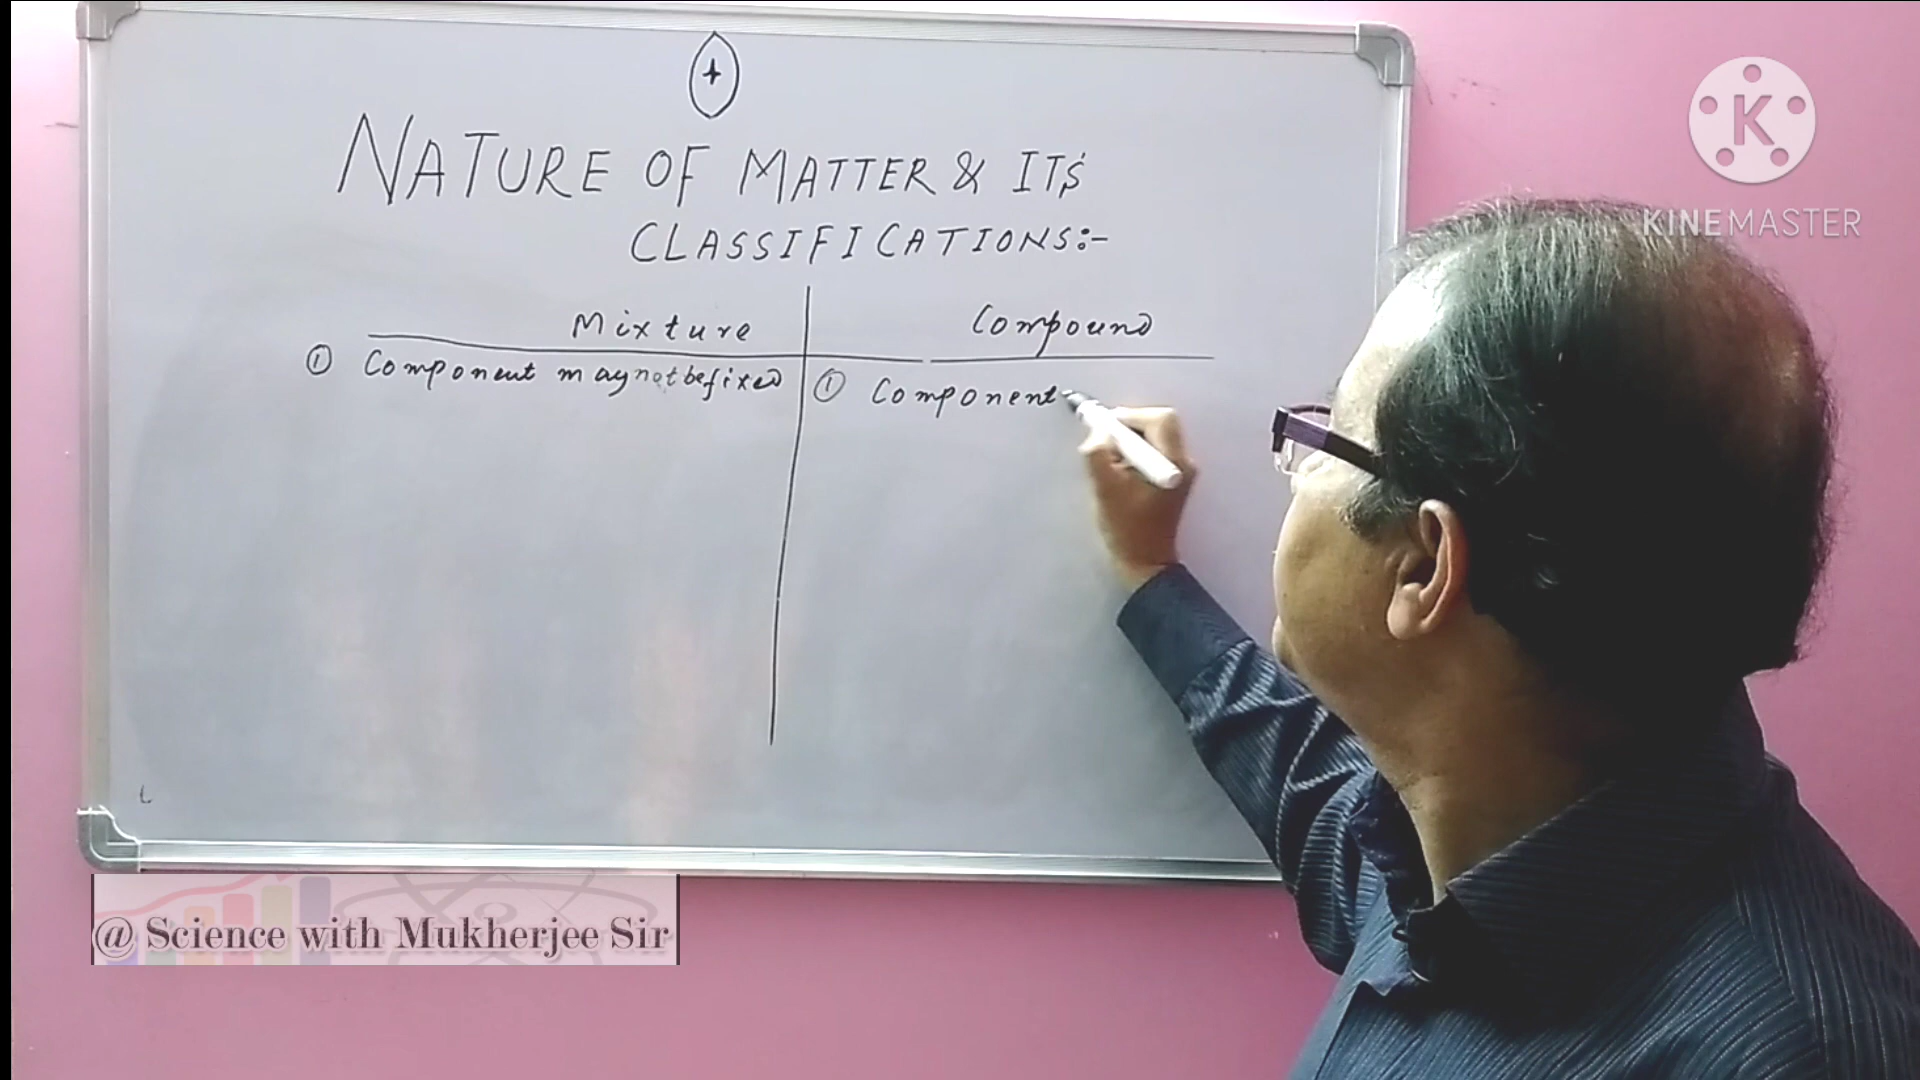 +
NATURE OF MATTER & ITS
CLASSIFICATIONS:-
Mixture
Compound
① Component may not be fixed
① Component
K
KINEMASTER
@ Science with Mukherjee Sir